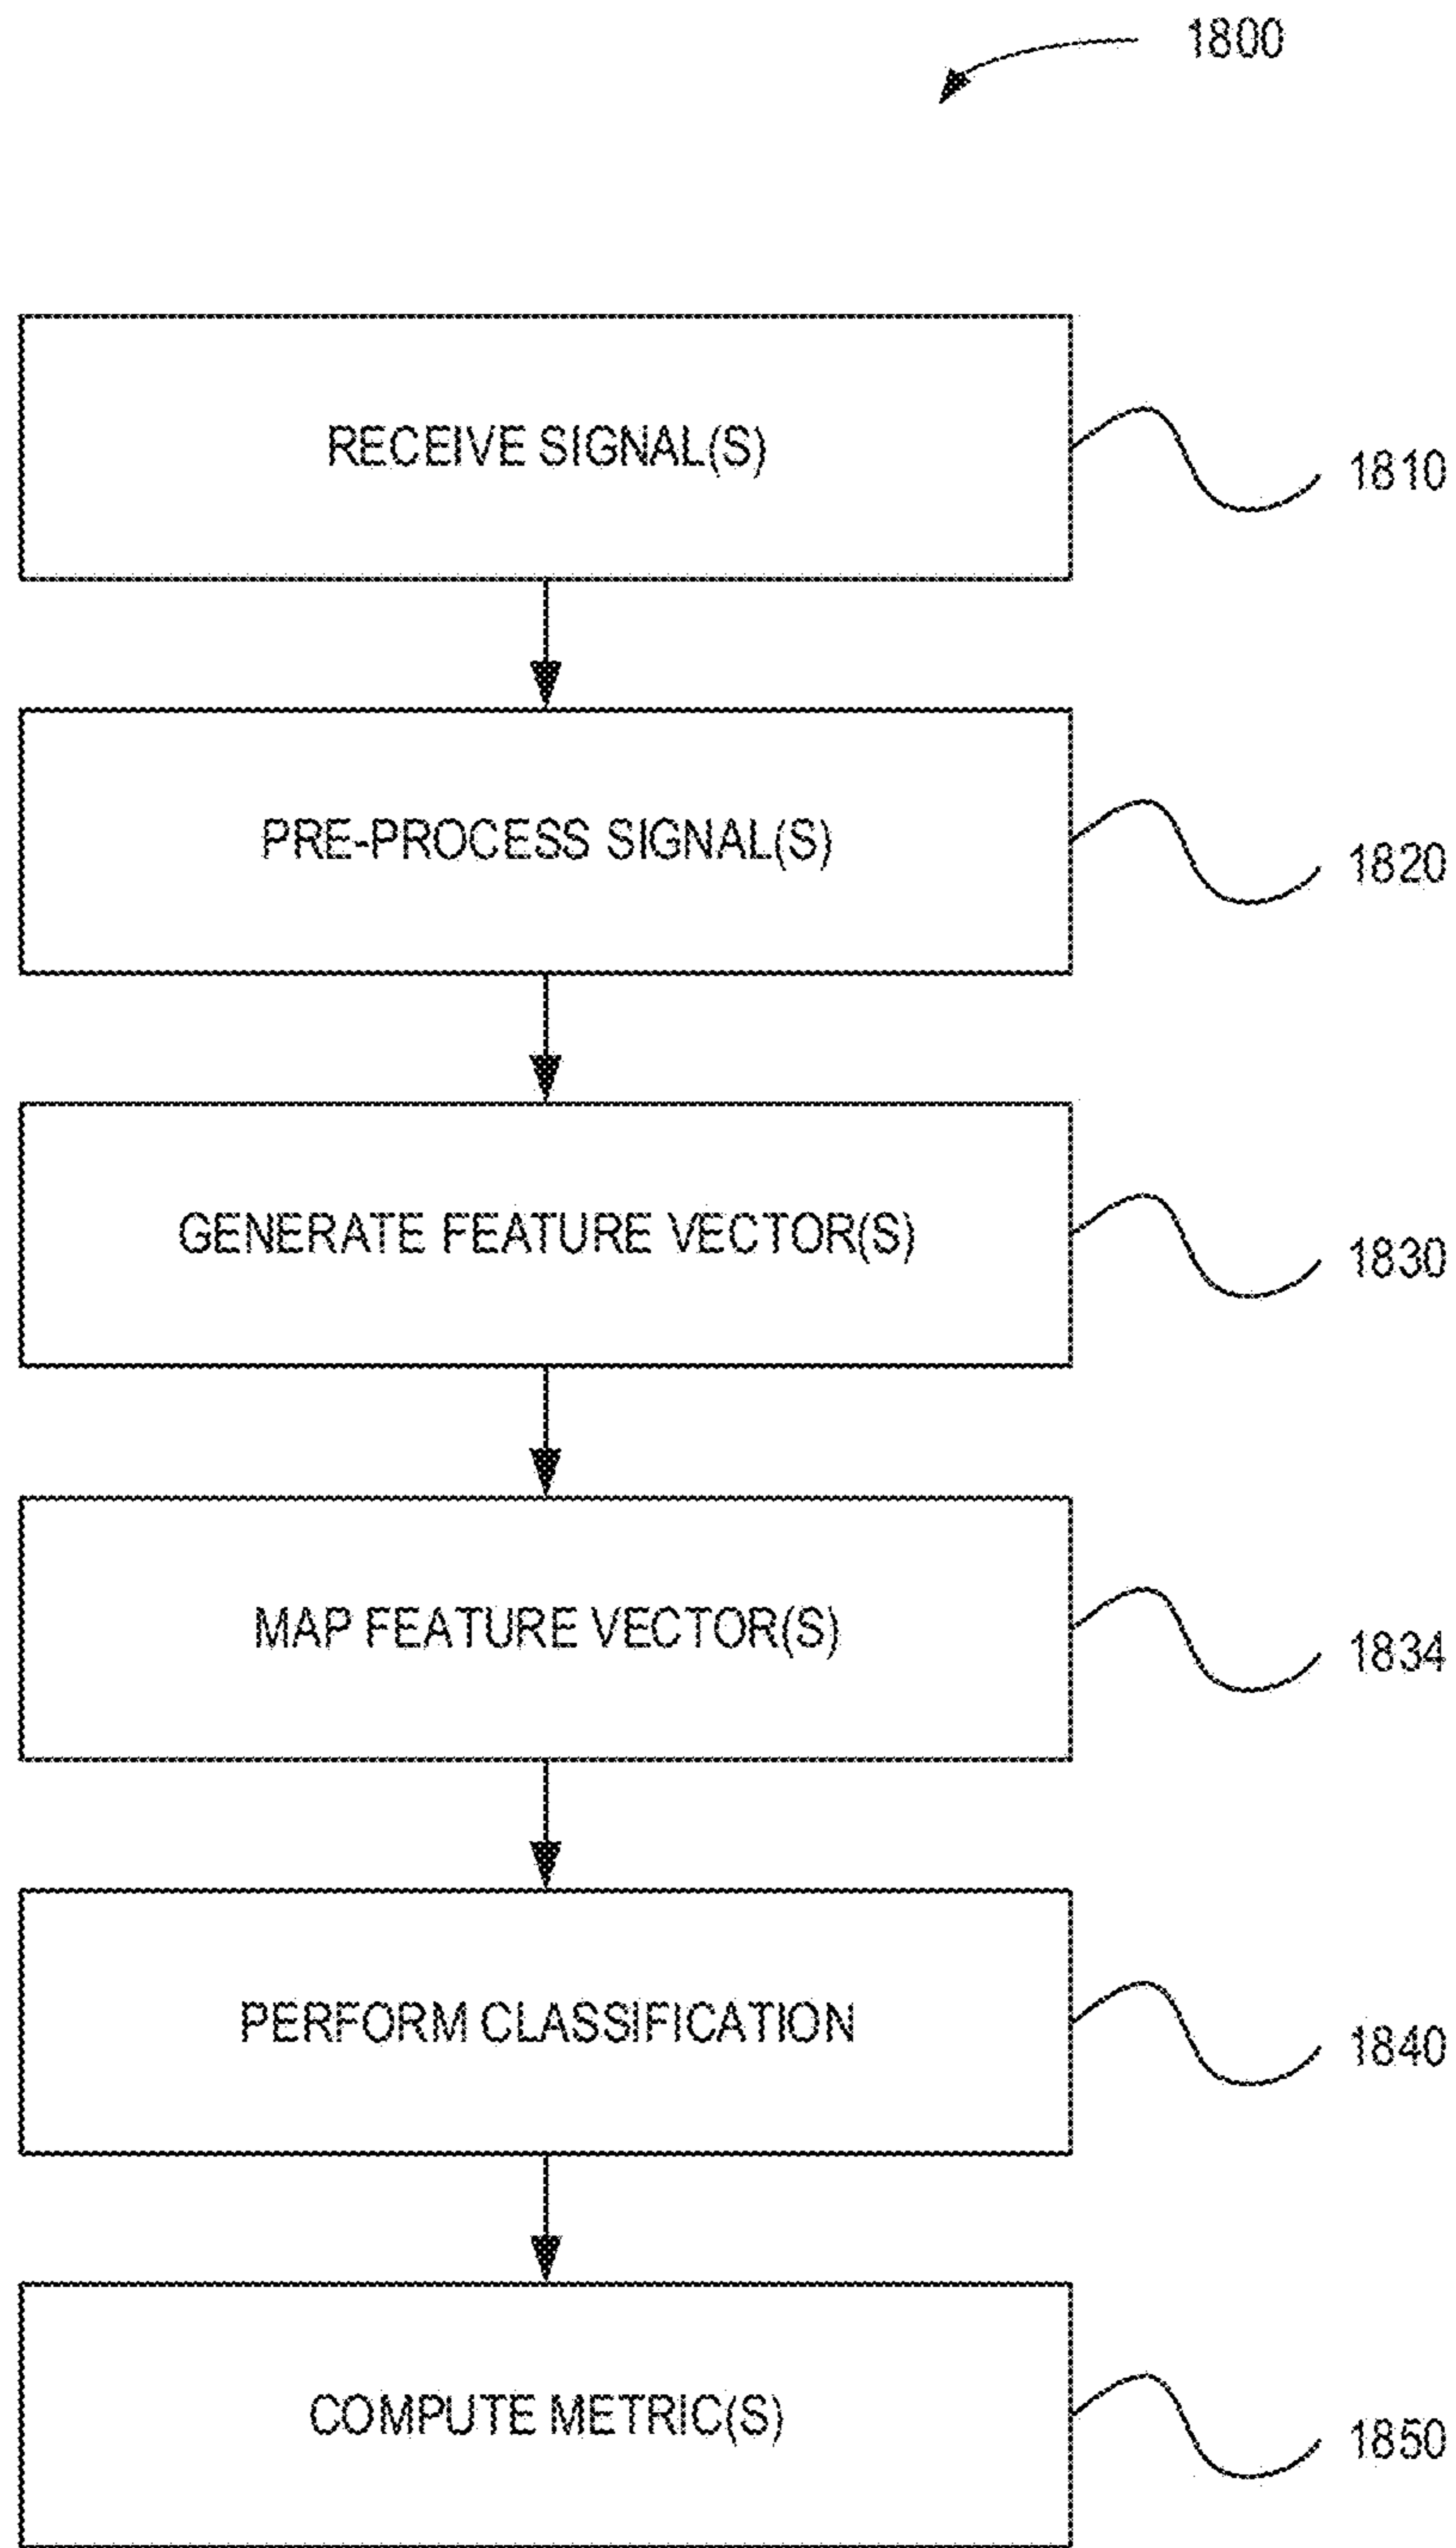 1800
RECEIVE SIGNAL(S)
1810
PRE-PROCESS SIGNAL(S)
1820
GENERATE FEATURE VECTOR(S)
1830
MAP FEATURE VECTOR(S)
1834
PERFORM CLASSIFICATION
1840
COMPUTE METRIC(S)
1850